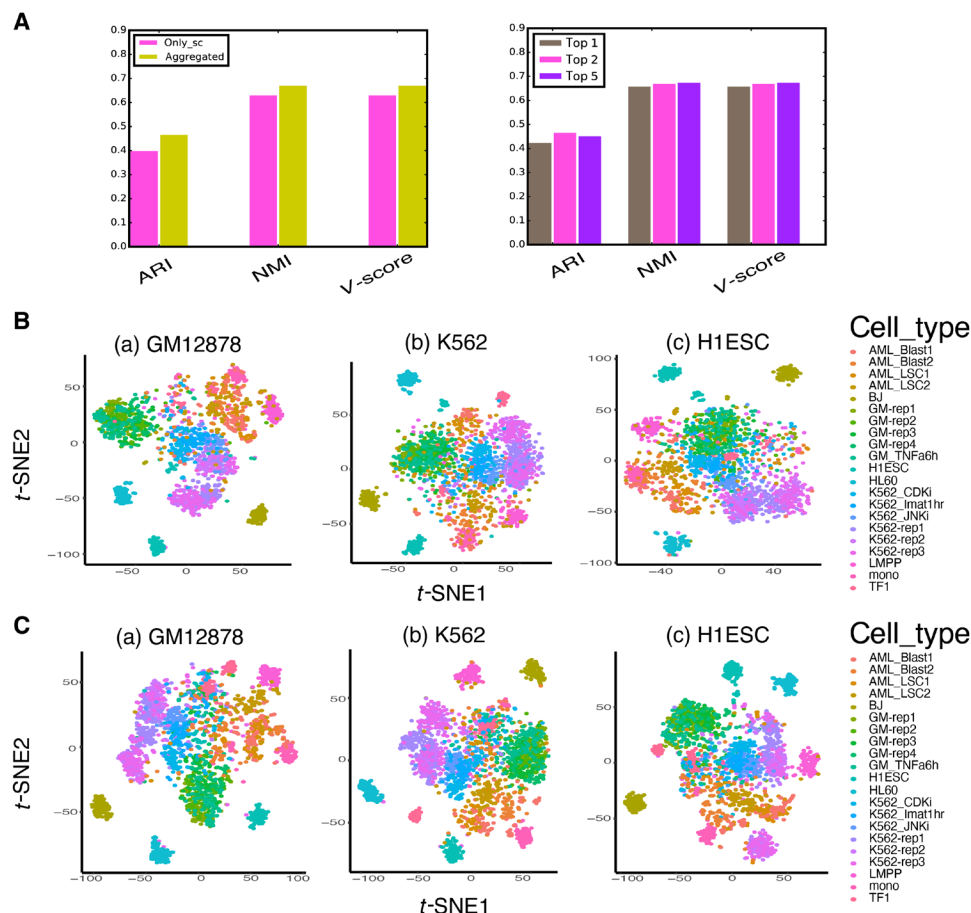 A
0.9
0.8
0.7
0.6
0.5
0.4
0.3
0.2
0.1
0.0
Only_sc
Aggregated
ARI
NMI
V-score
0.9
0.8
0.7
0.6
0.5
0.4
0.3
0.2
0.1
0.0
Top 1
Top 2
Top 5
ARI
NMI
V-score
B
(a) GM12878
(b) K562
(c) H1ESC
t-SNE2
50
0
−50
−100
−50
0
50
50
0
−50
−50
0
50
100
50
0
−50
−100
−40
0
40
t-SNE1
Cell_type
AML_Blast1
AML_Blast2
AML_LSC1
AML_LSC2
BJ
GM-rep1
GM-rep2
GM-rep3
GM-rep4
GM_TNFa6h
H1ESC
HL60
K562_CDKi
K562_Imat1hr
K562_JNKi
K562-rep1
K562-rep2
K562-rep3
LMPP
mono
TF1
C
(a) GM12878
(b) K562
(c) H1ESC
t-SNE2
50
0
−50
-100
−50
0
50
100
50
0
−50
−100
−50
0
50
50
0
−50
−100
−50
0
50
t-SNE1
Cell_type
AML_Blast1
AML_Blast2
AML_LSC1
AML_LSC2
BJ
GM-rep1
GM-rep2
GM-rep3
GM-rep4
GM_TNFa6h
H1ESC
HL60
K562_CDKi
K562_Imat1hr
K562_JNKi
K562-rep1
K562-rep2
K562-rep3
LMPP
mono
TF1